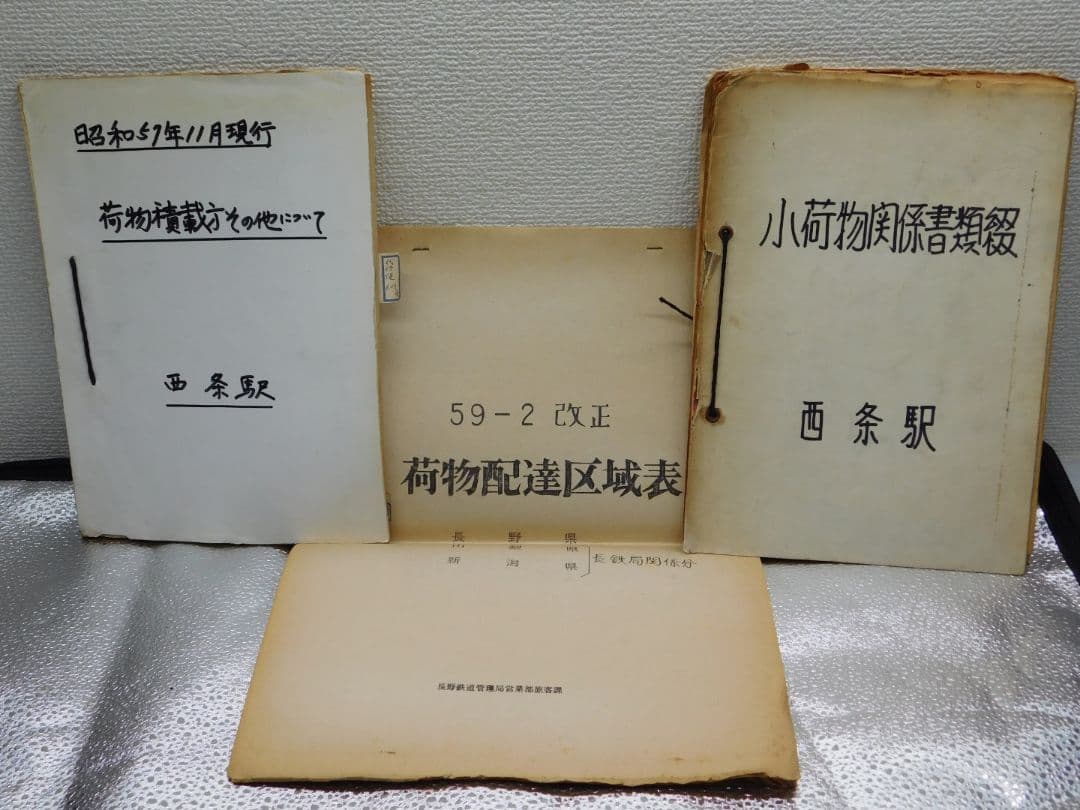 昭和57年11月現行
荷物積載方その他について
西条駅
59-2 改正
荷物配達区域表
長野県
新潟県
長鉄局関係分
長野鉄道管理局営業部旅客課
小荷物関係書類綴
西条駅